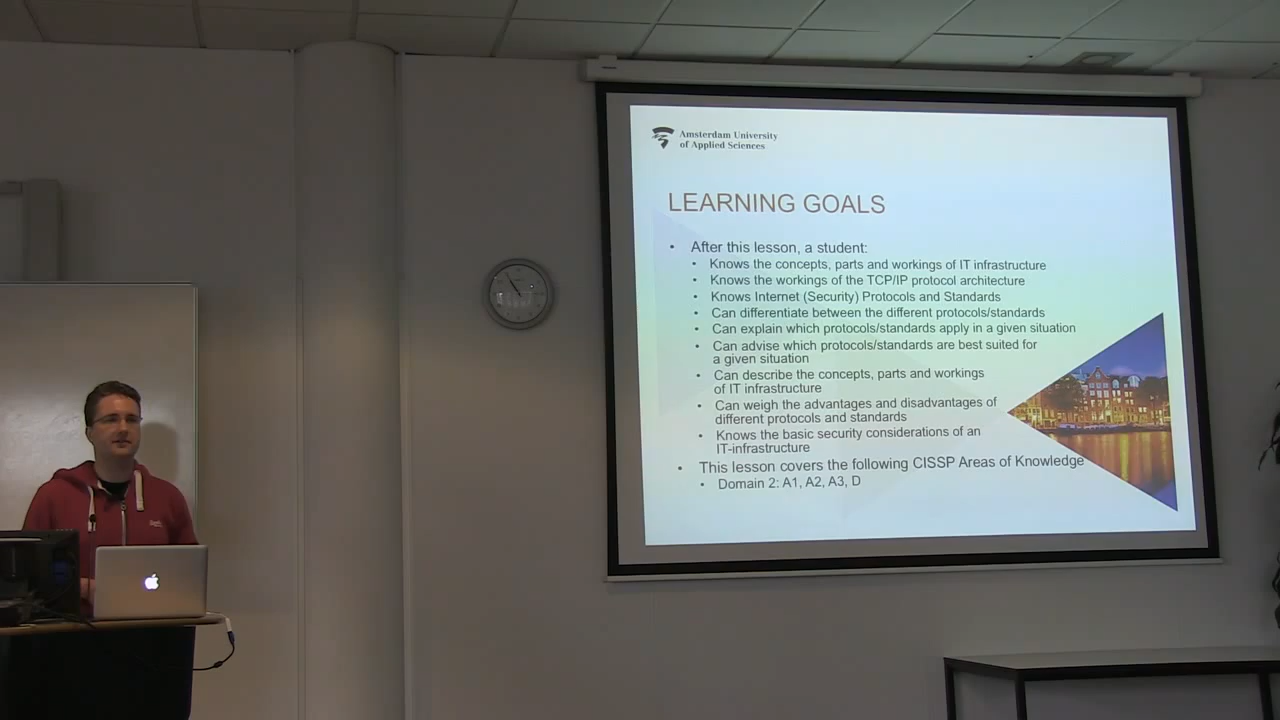 Amsterdam University
of Applied Sciences
LEARNING GOALS
• After this lesson, a student:
• Knows the concepts, parts and workings of IT infrastructure
• Knows the workings of the TCP/IP protocol architecture
• Knows Internet (Security) Protocols and Standards
• Can differentiate between the different protocols/standards
• Can explain which protocols/standards apply in a given situation
• Can advise which protocols/standards are best suited for
a given situation
• Can describe the concepts, parts and workings
of IT infrastructure
• Can weigh the advantages and disadvantages of
different protocols and standards
• Knows the basic security considerations of an
IT-infrastructure
• This lesson covers the following CISSP Areas of Knowledge
• Domain 2: A1, A2, A3, D